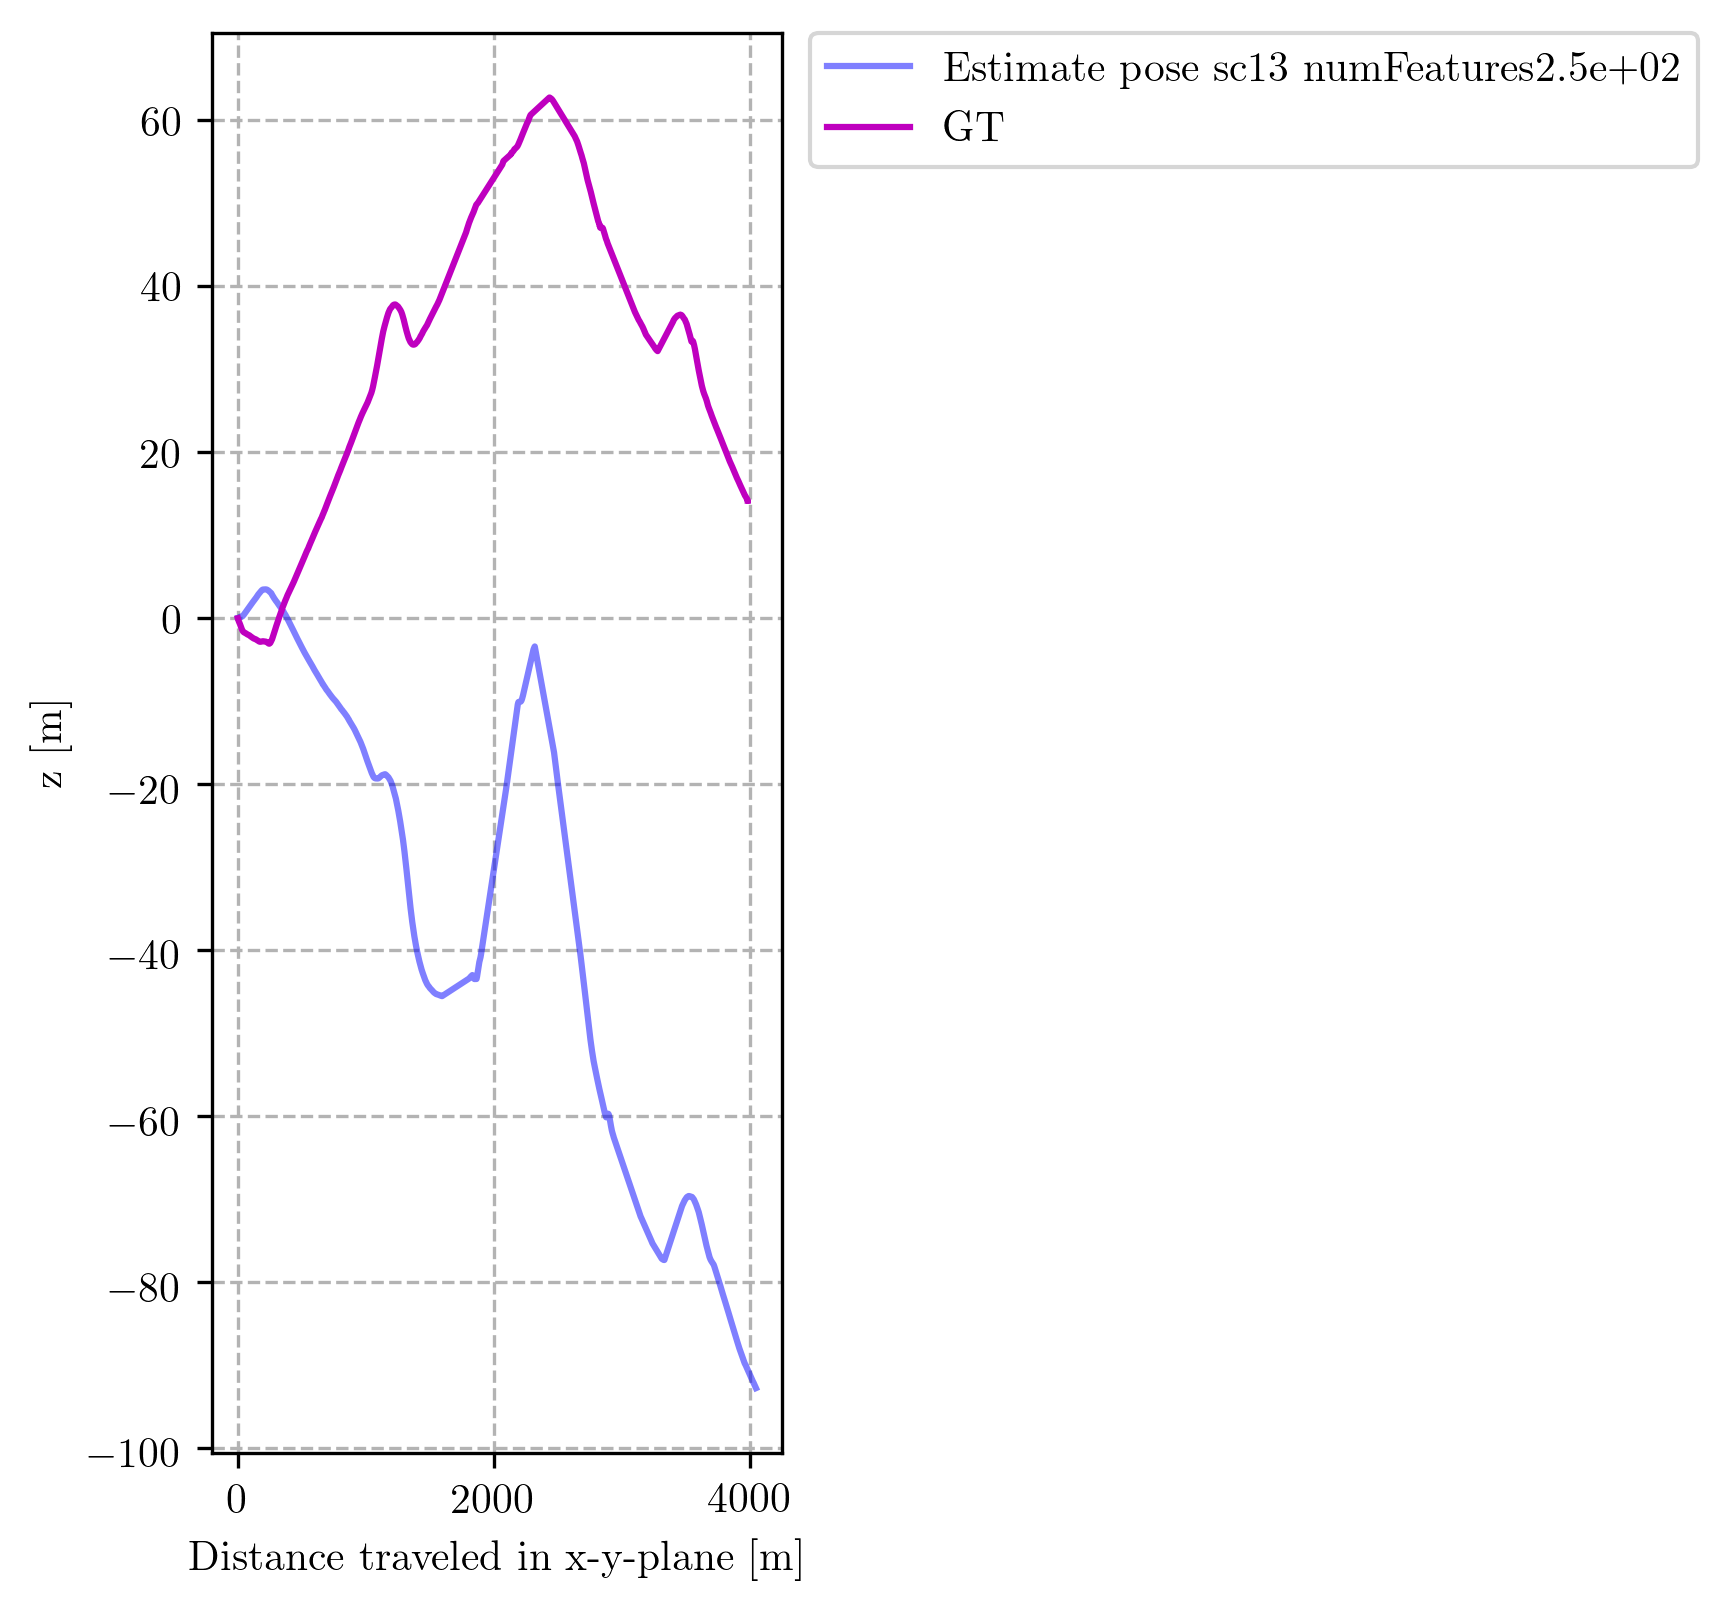 Estimate pose sc13 numFeatures2.5e+02
GT
60
40
20
0
−20
−40
−60
−80
−100
z [m]
0 2000 4000
Distance traveled in x-y-plane [m]